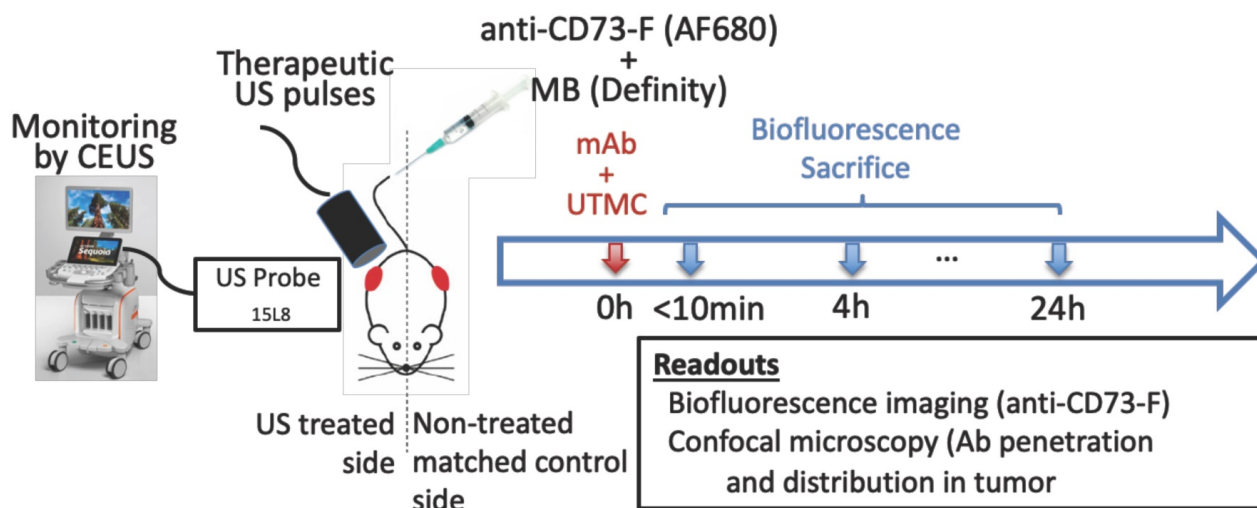 anti-CD73-F (AF680)
+
MB (Definity)
Therapeutic
US pulses
Monitoring
by CEUS
Sequoia
US Probe
15L8
mAb
+
UTMC
Biofluorescence
Sacrifice
...
0h
<10min
4h
24h
US treated
side
Non-treated
matched control
side
Readouts
Biofluorescence imaging (anti-CD73-F)
Confocal microscopy (Ab penetration
and distribution in tumor